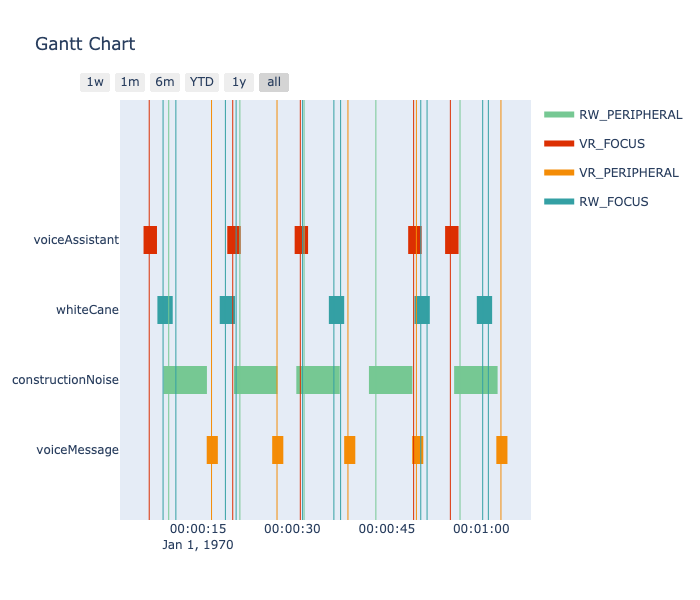 Gantt Chart
1w 1m 6m YTD 1y all
RW_PERIPHERAL
VR_FOCUS
VR_PERIPHERAL
RW_FOCUS
voiceAssistant
whiteCane
constructionNoise
voiceMessage
00:00:15 00:00:30 00:00:45 00:01:00
Jan 1, 1970